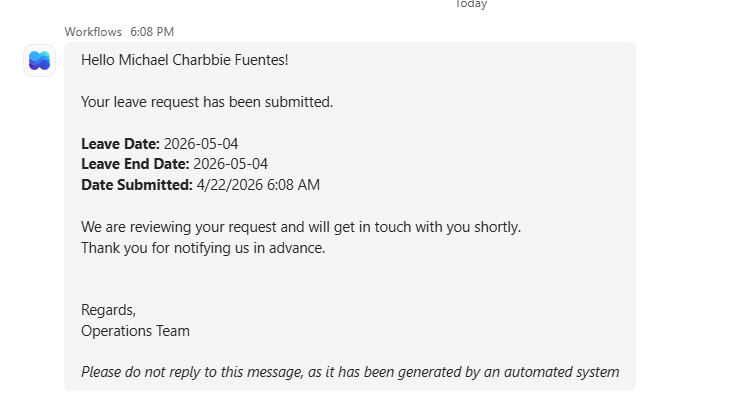 Today
Workflows 6:08 PM
Hello Michael Charbbie Fuentes!
Your leave request has been submitted.
Leave Date: 2026-05-04
Leave End Date: 2026-05-04
Date Submitted: 4/22/2026 6:08 AM
We are reviewing your request and will get in touch with you shortly.
Thank you for notifying us in advance.
Regards,
Operations Team
Please do not reply to this message, as it has been generated by an automated system